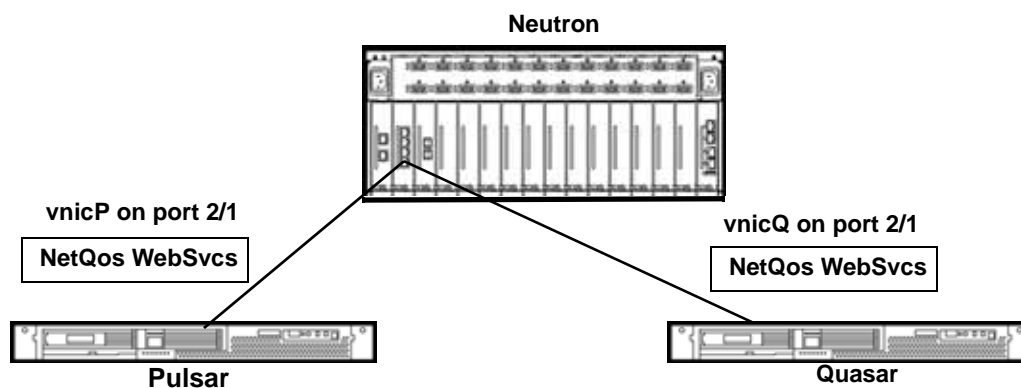 Neutron
vnicP on port 2/1
NetQos WebSvcs
vnicQ on port 2/1
NetQos WebSvcs
Pulsar
Quasar